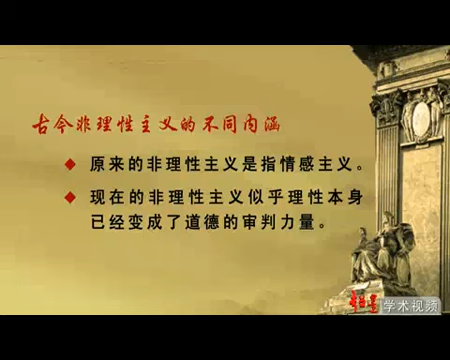 古今非理性主义的不同内涵
原来的非理性主义是指情感主义。
现在的非理性主义似乎理性本身
已经变成了道德的审判力量。
超星学术视频